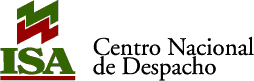 ISA
Centro Nacional
de Despacho